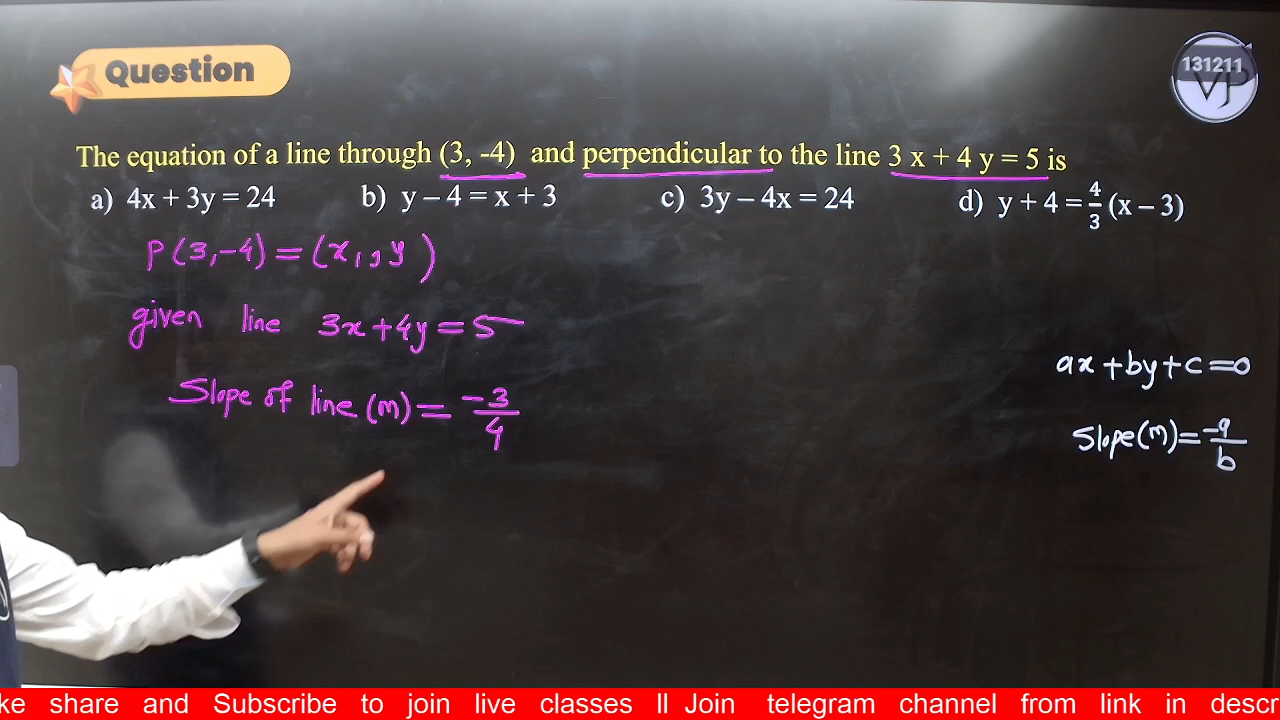 Question
131211
VP
The equation of a line through (3, -4) and perpendicular to the line 3 x + 4 y = 5 is
a) 4x + 3y = 24 b) y – 4 = x + 3 c) 3y – 4x = 24 d) y + 4 = 4/3 (x – 3)
P(3,-4) = (x1, y)
given line 3x+4y=5
ax+by+c=0
Slope of line (m) = -3/4
Slope(m) = -a/b
ke share and Subscribe to join live classes ll Join telegram channel from link in descr